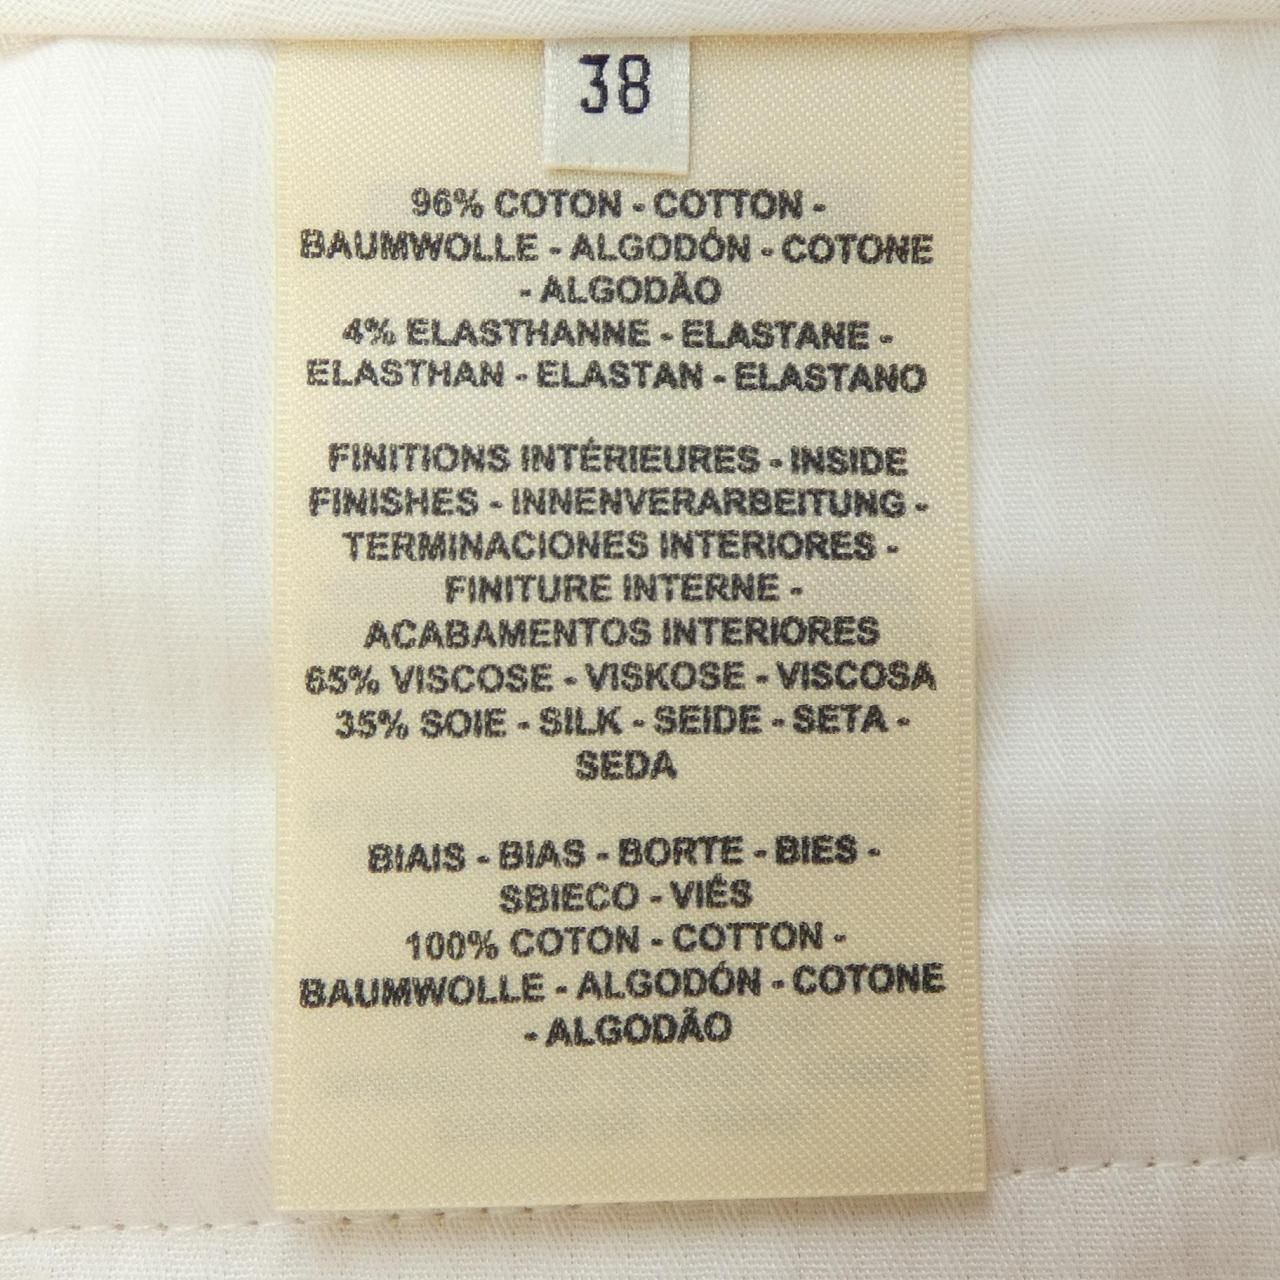 38
96% COTON - COTTON -
BAUMWOLLE - ALGODÓN - COTONE
- ALGODÃO
4% ELASTHANNE - ELASTANE -
ELASTHAN - ELASTAN - ELASTANO
FINITIONS INTÉRIEURES - INSIDE
FINISHES - INNENVERARBEITUNG -
TERMINACIONES INTERIORES -
FINITURE INTERNE -
ACABAMENTOS INTERIORES
65% VISCOSE - VISKOSE - VISCOSA
35% SOIE - SILK - SEIDE - SETA -
SEDA
BIAIS - BIAS - BORTE - BIES -
SBIECO - VIÉS
100% COTON - COTTON -
BAUMWOLLE - ALGODÓN - COTONE
- ALGODÃO